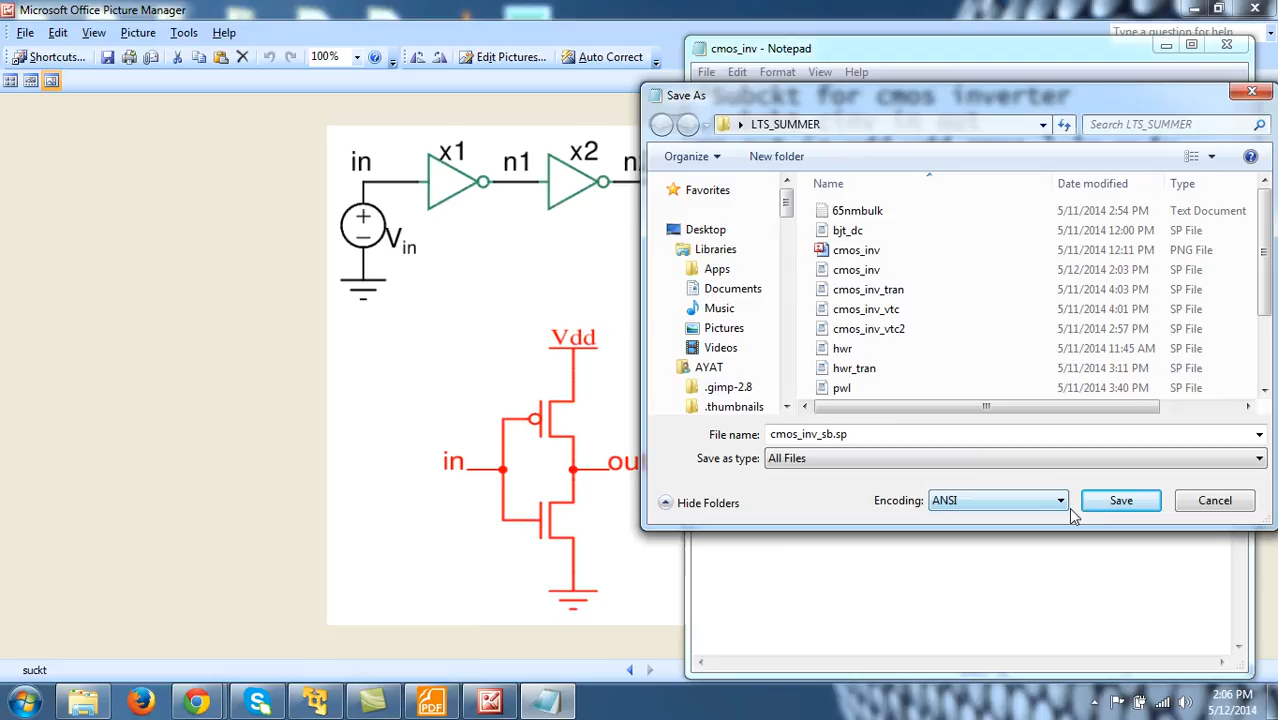 Microsoft Office Picture Manager
File Edit View Picture Tools Help
Type a question for help
Shortcuts... 100% Edit Pictures... Auto Correct
in x1 n1 x2
Vin
Vdd
in
suckt
cmos_inv - Notepad
File Edit Format View Help
Subckt for cmos inverter
Save As
LTS_SUMMER
Search LTS_SUMMER
Organize New folder
Favorites
Desktop
Libraries
Apps
Documents
Music
Pictures
Videos
AYAT
.gimp-2.8
.thumbnails
Name Date modified Type
65nmbulk 5/11/2014 2:54 PM Text Document
bjt_dc 5/11/2014 12:00 PM SP File
cmos_inv 5/11/2014 12:11 PM PNG File
cmos_inv 5/12/2014 2:03 PM SP File
cmos_inv_tran 5/11/2014 4:03 PM SP File
cmos_inv_vtc 5/11/2014 4:01 PM SP File
cmos_inv_vtc2 5/11/2014 2:57 PM SP File
hwr 5/11/2014 11:45 AM SP File
hwr_tran 5/11/2014 3:11 PM SP File
pwl 5/11/2014 3:40 PM SP File
File name: cmos_inv_sb.sp
Save as type: All Files
Hide Folders Encoding: ANSI Save Cancel
PDF
2:06 PM
5/12/2014